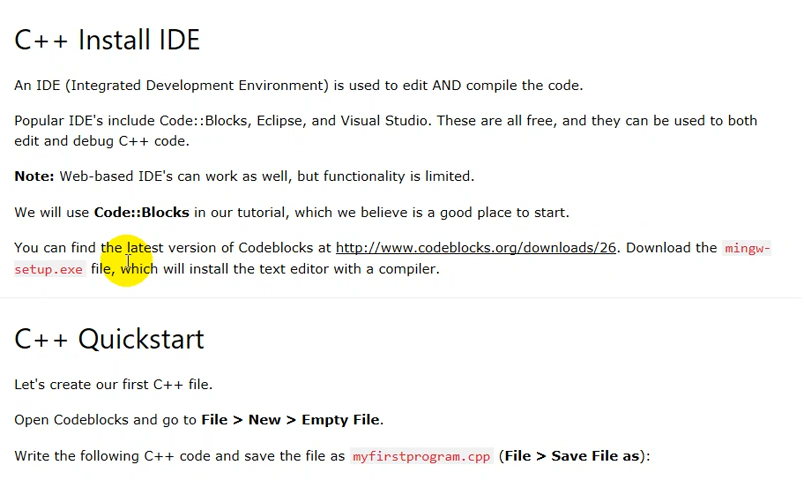 C++ Install IDE
An IDE (Integrated Development Environment) is used to edit AND compile the code.
Popular IDE's include Code::Blocks, Eclipse, and Visual Studio. These are all free, and they can be used to both
edit and debug C++ code.
Note: Web-based IDE's can work as well, but functionality is limited.
We will use Code::Blocks in our tutorial, which we believe is a good place to start.
You can find the latest version of Codeblocks at http://www.codeblocks.org/downloads/26. Download the mingw-
setup.exe file, which will install the text editor with a compiler.
C++ Quickstart
Let's create our first C++ file.
Open Codeblocks and go to File > New > Empty File.
Write the following C++ code and save the file as myfirstprogram.cpp (File > Save File as):